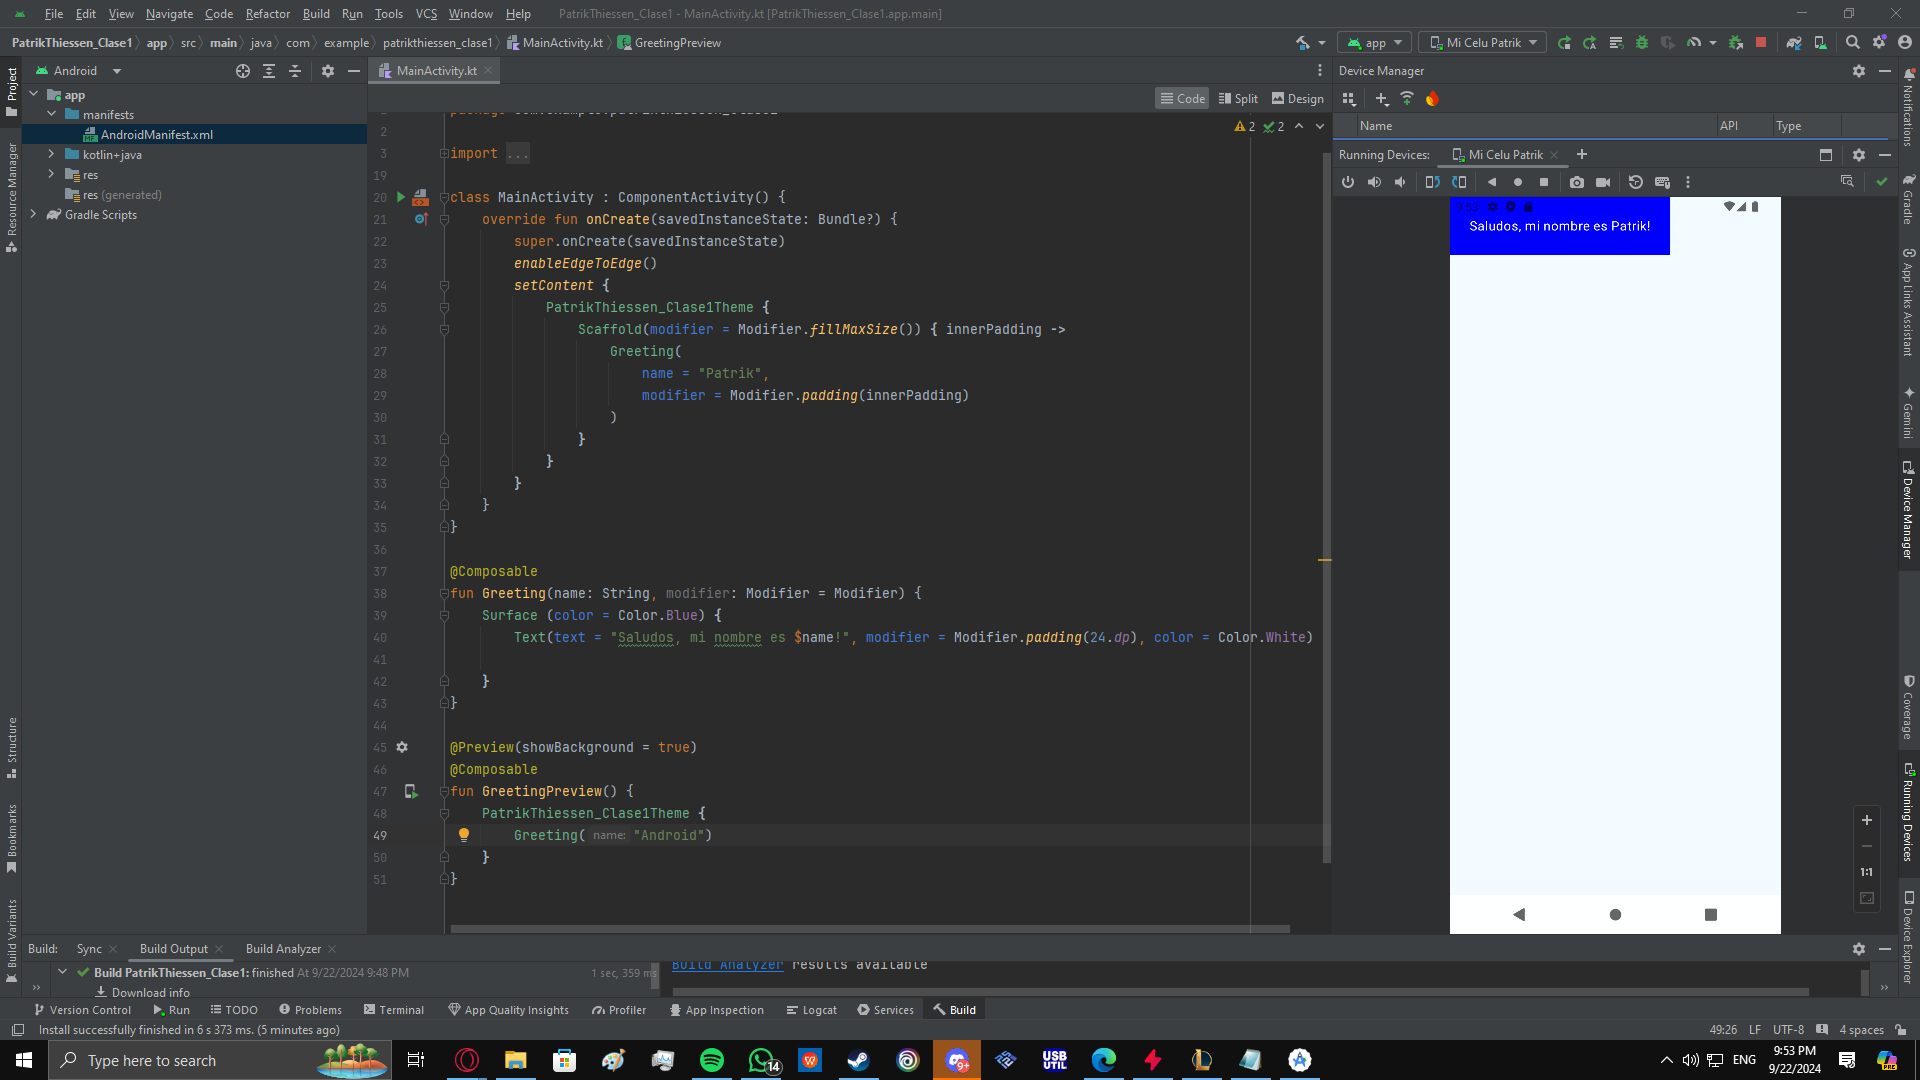 File Edit View Navigate Code Refactor Build Run Tools VCS Window Help PatrikThiessen_Clase1 - MainActivity.kt [PatrikThiessen_Clase1.app.main]
PatrikThiessen_Clase1 app src main java com example patrikthiessen_clase1 MainActivity.kt GreetingPreview app Mi Celu Patrik
Project
Resource Manager
Structure
Bookmarks
Build Variants
Android
app
manifests
AndroidManifest.xml
kotlin+java
res
res (generated)
Gradle Scripts
MainActivity.kt
Code Split Design
2 2
2
3 import ...
19
20 class MainActivity : ComponentActivity() {
21 override fun onCreate(savedInstanceState: Bundle?) {
22 super.onCreate(savedInstanceState)
23 enableEdgeToEdge()
24 setContent {
25 PatrikThiessen_Clase1Theme {
26 Scaffold(modifier = Modifier.fillMaxSize()) { innerPadding ->
27 Greeting(
28 name = "Patrik",
29 modifier = Modifier.padding(innerPadding)
30 )
31 }
32 }
33 }
34 }
35 }
36
37 @Composable
38 fun Greeting(name: String, modifier: Modifier = Modifier) {
39 Surface (color = Color.Blue) {
40 Text(text = "Saludos, mi nombre es $name!", modifier = Modifier.padding(24.dp), color = Color.White)
41
42 }
43 }
44
45 @Preview(showBackground = true)
46 @Composable
47 fun GreetingPreview() {
48 PatrikThiessen_Clase1Theme {
49 Greeting( name: "Android")
50 }
51 }
Device Manager
Name API Type
Running Devices: Mi Celu Patrik
Saludos, mi nombre es Patrik!
1:1
Notifications
Gradle
App Links Assistant
Gemini
Device Manager
Coverage
Running Devices
Device Explorer
Build: Sync Build Output Build Analyzer
Build PatrikThiessen_Clase1: finished At 9/22/2024 9:48 PM 1 sec, 359 ms
Download info
Build Analyzer results available
Version Control Run TODO Problems Terminal App Quality Insights Profiler App Inspection Logcat Services Build
Install successfully finished in 6 s 373 ms. (5 minutes ago) 49:26 LF UTF-8 4 spaces
Type here to search
14
9+
USB UTIL
ENG
9:53 PM
9/22/2024
PRE